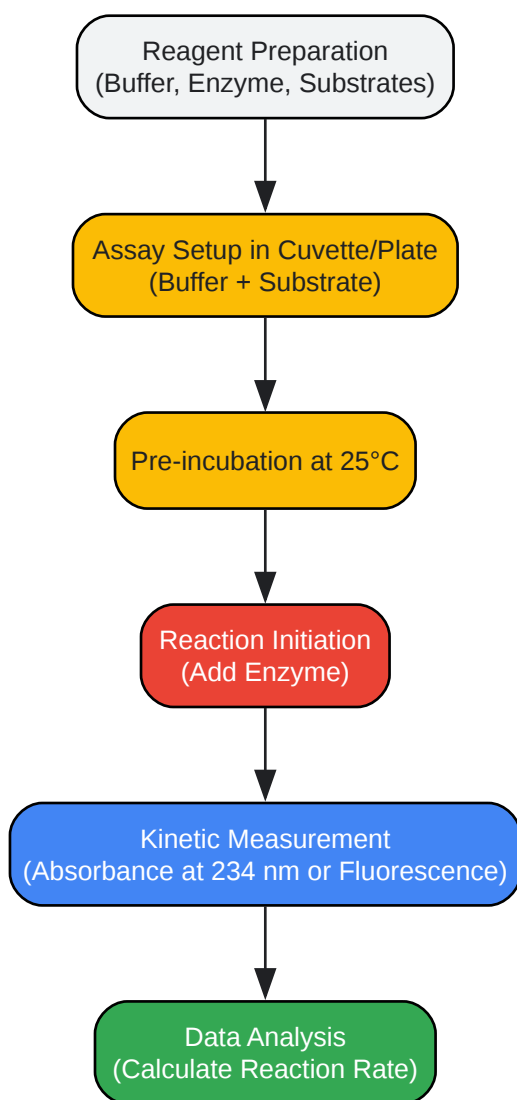 Reagent Preparation
(Buffer, Enzyme, Substrates)
Assay Setup in Cuvette/Plate
(Buffer + Substrate)
Pre-incubation at 25°C
Reaction Initiation
(Add Enzyme)
Kinetic Measurement
(Absorbance at 234 nm or Fluorescence)
Data Analysis
(Calculate Reaction Rate)